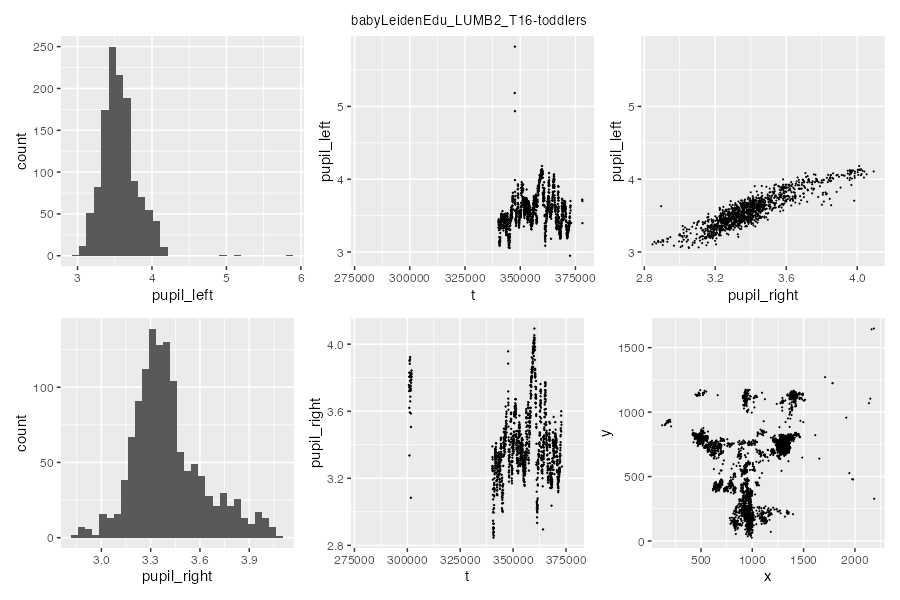 babyLeidenEdu_LUMB2_T16-toddlers
250
200
150
100
50
0
count
3 4 5 6
pupil_left
5
4
3
pupil_left
275000 300000 325000 350000 375000
t
5
4
3
pupil_left
2.8 3.2 3.6 4.0
pupil_right
100
50
0
count
3.0 3.3 3.6 3.9
pupil_right
4.0
3.6
3.2
2.8
pupil_right
275000 300000 325000 350000 375000
t
1500
1000
500
0
y
500 1000 1500 2000
x